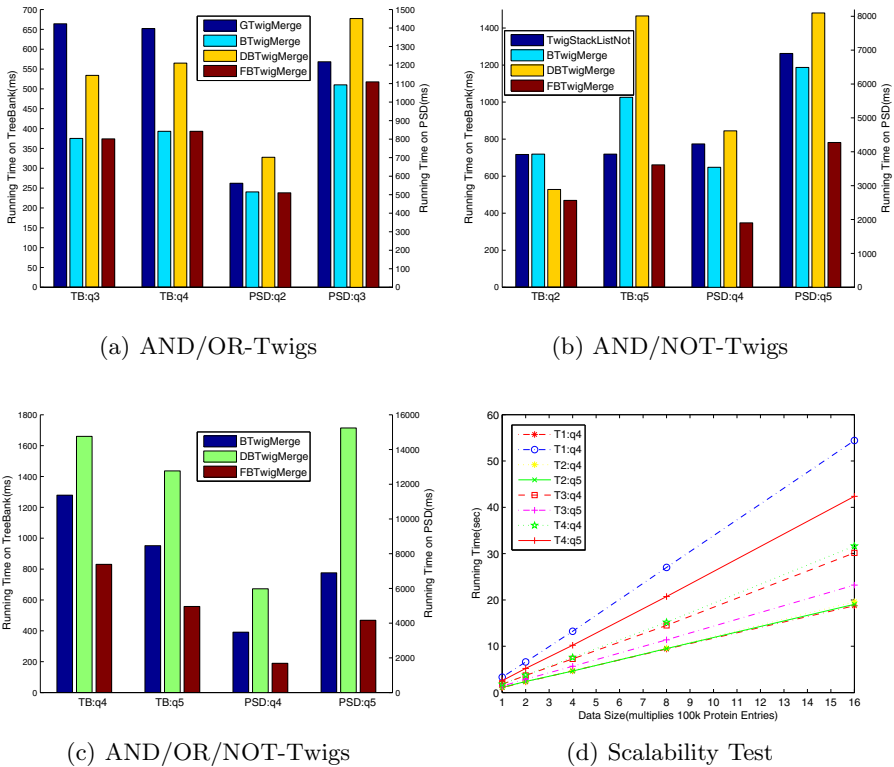 700
650
600
550
500
450
400
350
300
250
200
150
100
50
0
Running Time on TreeBank(ms)
GTwigMerge
BTwigMerge
DBTwigMerge
FBTwigMerge
1500
1400
1300
1200
1100
1000
900
800
700
600
500
400
300
200
100
0
Running Time on PSD(ms)
TB:q3 TB:q4 PSD:q2 PSD:q3
(a) AND/OR-Twigs
1400
1200
1000
800
600
400
200
0
Running Time on TreeBank(ms)
TwigStackListNot
BTwigMerge
DBTwigMerge
FBTwigMerge
8000
7000
6000
5000
4000
3000
2000
1000
0
Running Time on PSD(ms)
TB:q2 TB:q5 PSD:q4 PSD:q5
(b) AND/NOT-Twigs
1800
1600
1400
1200
1000
800
600
400
200
0
Running Time on TreeBank(ms)
BTwigMerge
DBTwigMerge
FBTwigMerge
16000
14000
12000
10000
8000
6000
4000
2000
0
Running Time on PSD(ms)
TB:q4 TB:q5 PSD:q4 PSD:q5
(c) AND/OR/NOT-Twigs
60
50
40
30
20
10
0
Running Time(sec)
T1:q4
T1:q4
T2:q4
T2:q5
T3:q4
T3:q5
T4:q4
T4:q5
1 2 3 4 5 6 7 8 9 10 11 12 13 14 15 16
Data Size(multiplies 100k Protein Entries)
(d) Scalability Test